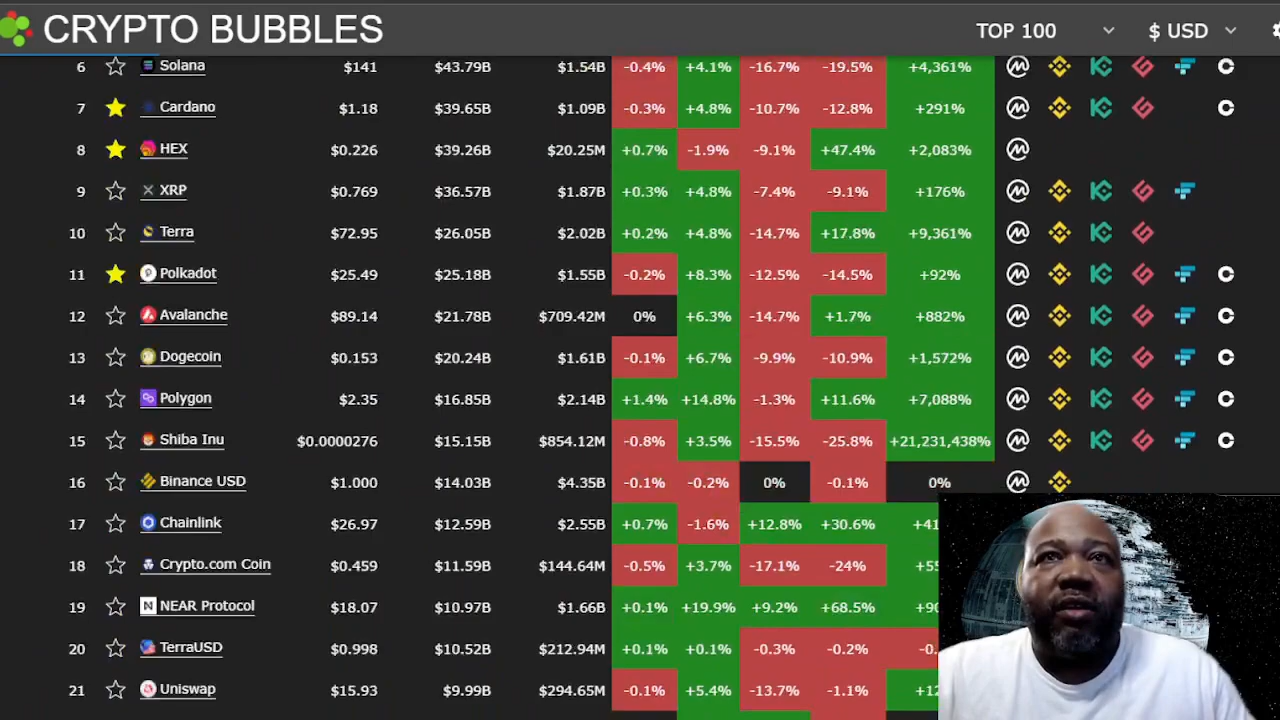 CRYPTO BUBBLES TOP 100 $ USD
6 Solana $141 $43.79B $1.54B -0.4% +4.1% -16.7% -19.5% +4,361%
7 Cardano $1.18 $39.65B $1.09B -0.3% +4.8% -10.7% -12.8% +291%
8 HEX $0.226 $39.26B $20.25M +0.7% -1.9% -9.1% +47.4% +2,083%
9 XRP $0.769 $36.57B $1.87B +0.3% +4.8% -7.4% -9.1% +176%
10 Terra $72.95 $26.05B $2.02B +0.2% +4.8% -14.7% +17.8% +9,361%
11 Polkadot $25.49 $25.18B $1.55B -0.2% +8.3% -12.5% -14.5% +92%
12 Avalanche $89.14 $21.78B $709.42M 0% +6.3% -14.7% +1.7% +882%
13 Dogecoin $0.153 $20.24B $1.61B -0.1% +6.7% -9.9% -10.9% +1,572%
14 Polygon $2.35 $16.85B $2.14B +1.4% +14.8% -1.3% +11.6% +7,088%
15 Shiba Inu $0.0000276 $15.15B $854.12M -0.8% +3.5% -15.5% -25.8% +21,231,438%
16 Binance USD $1.000 $14.03B $4.35B -0.1% -0.2% 0% -0.1% 0%
17 Chainlink $26.97 $12.59B $2.55B +0.7% -1.6% +12.8% +30.6% +41
18 Crypto.com Coin $0.459 $11.59B $144.64M -0.5% +3.7% -17.1% -24% +55
19 NEAR Protocol $18.07 $10.97B $1.66B +0.1% +19.9% +9.2% +68.5% +90
20 TerraUSD $0.998 $10.52B $212.94M +0.1% +0.1% -0.3% -0.2% -0.
21 Uniswap $15.93 $9.99B $294.65M -0.1% +5.4% -13.7% -1.1% +12